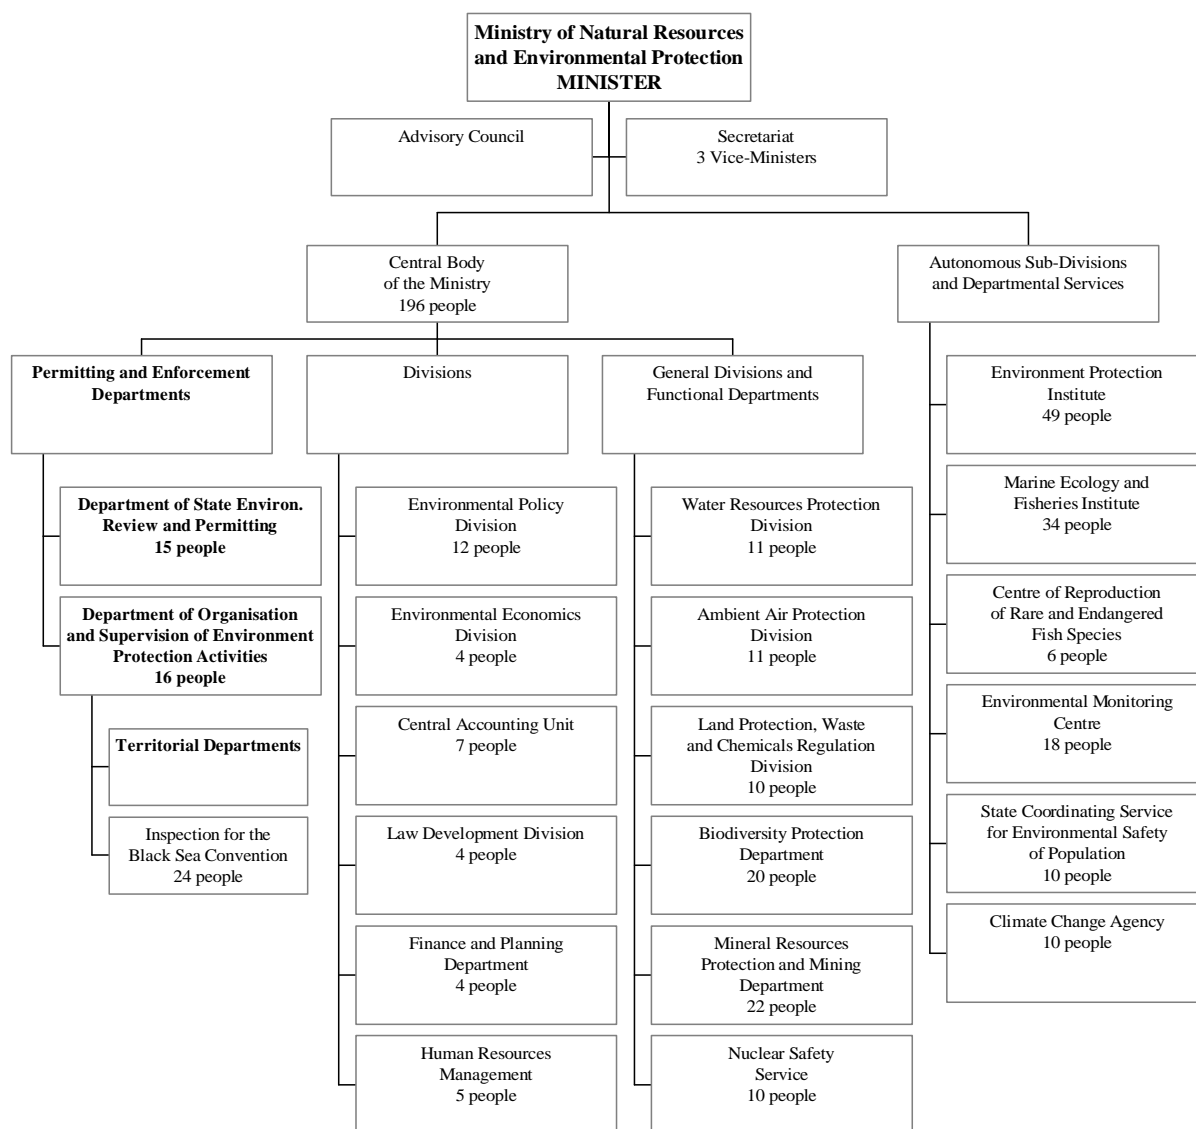 Ministry of Natural Resources
and Environmental Protection
MINISTER
Advisory Council
Secretariat
3 Vice-Ministers
Central Body
of the Ministry
196 people
Autonomous Sub-Divisions
and Departmental Services
Permitting and Enforcement
Departments
Divisions
General Divisions and
Functional Departments
Department of State Environ.
Review and Permitting
15 people
Department of Organisation
and Supervision of Environment
Protection Activities
16 people
Territorial Departments
Inspection for the
Black Sea Convention
24 people
Environmental Policy
Division
12 people
Environmental Economics
Division
4 people
Central Accounting Unit
7 people
Law Development Division
4 people
Finance and Planning
Department
4 people
Human Resources
Management
5 people
Water Resources Protection
Division
11 people
Ambient Air Protection
Division
11 people
Land Protection, Waste
and Chemicals Regulation
Division
10 people
Biodiversity Protection
Department
20 people
Mineral Resources
Protection and Mining
Department
22 people
Nuclear Safety
Service
10 people
Environment Protection
Institute
49 people
Marine Ecology and
Fisheries Institute
34 people
Centre of Reproduction
of Rare and Endangered
Fish Species
6 people
Environmental Monitoring
Centre
18 people
State Coordinating Service
for Environmental Safety
of Population
10 people
Climate Change Agency
10 people